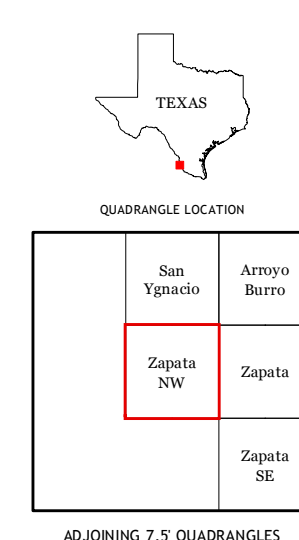 TEXAS
QUADRANGLE LOCATION
San
Ygnacio
Arroyo
Burro
Zapata
NW
Zapata
Zapata
SE
ADJOINING 7.5' QUADRANGLES